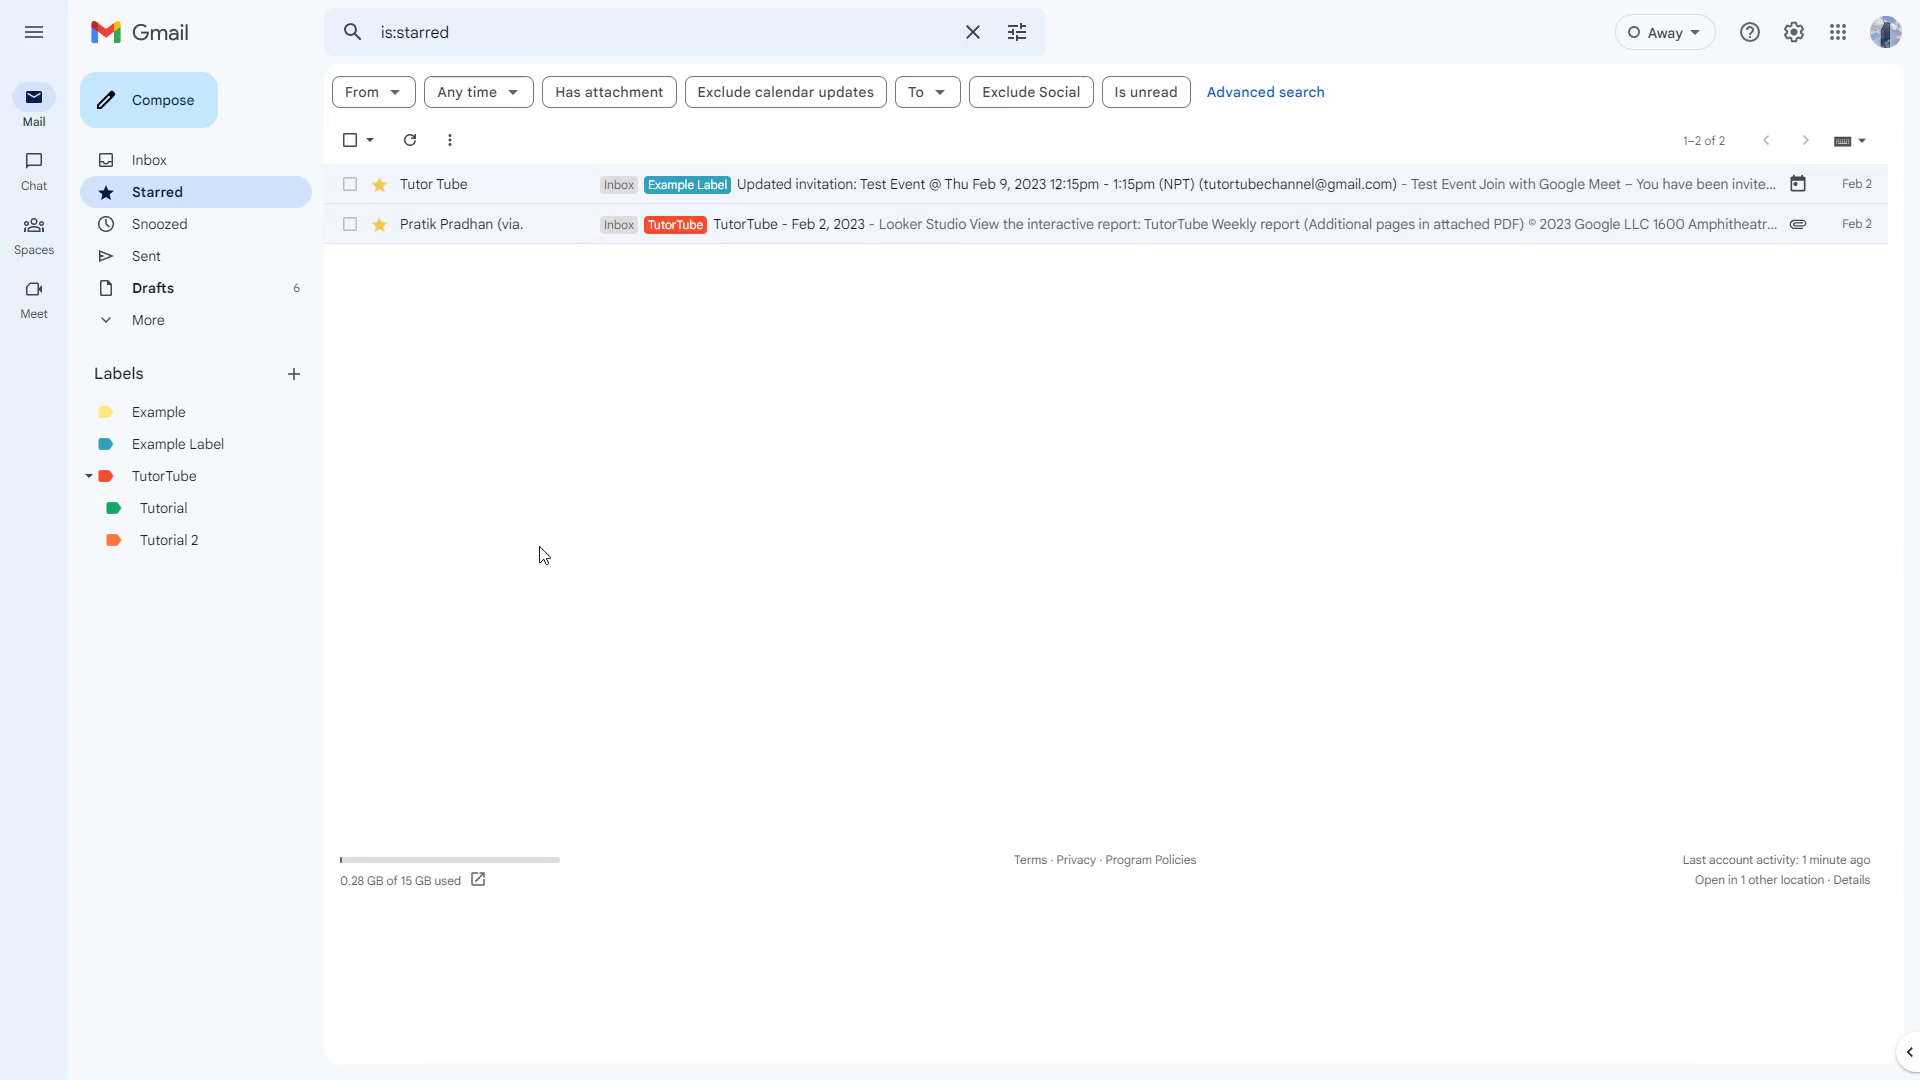 Gmail
is:starred
Away
Compose
From
Any time
Has attachment
Exclude calendar updates
To
Exclude Social
Is unread
Advanced search
Mail
Chat
Spaces
Meet
Inbox
Starred
Snoozed
Sent
Drafts 6
More
Labels
Example
Example Label
TutorTube
Tutorial
Tutorial 2
1–2 of 2
Tutor Tube Inbox Example Label Updated invitation: Test Event @ Thu Feb 9, 2023 12:15pm - 1:15pm (NPT) (tutortubechannel@gmail.com) - Test Event Join with Google Meet – You have been invite... Feb 2
Pratik Pradhan (via. Inbox TutorTube TutorTube - Feb 2, 2023 - Looker Studio View the interactive report: TutorTube Weekly report (Additional pages in attached PDF) © 2023 Google LLC 1600 Amphitheatr... Feb 2
0.28 GB of 15 GB used
Terms · Privacy · Program Policies
Last account activity: 1 minute ago
Open in 1 other location · Details